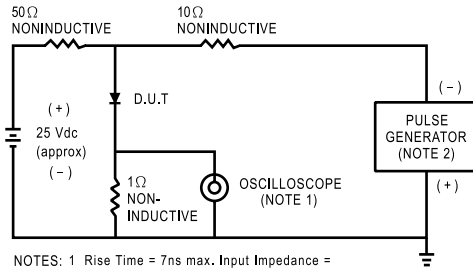 50Ω
NONINDUCTIVE
10Ω
NONINDUCTIVE
(+)
25 Vdc
(approx)
(–)
D.U.T
1Ω
NON-
INDUCTIVE
OSCILLOSCOPE
(NOTE 1)
(–)
PULSE
GENERATOR
(NOTE 2)
(+)
NOTES: 1 Rise Time = 7ns max. Input Impedance =